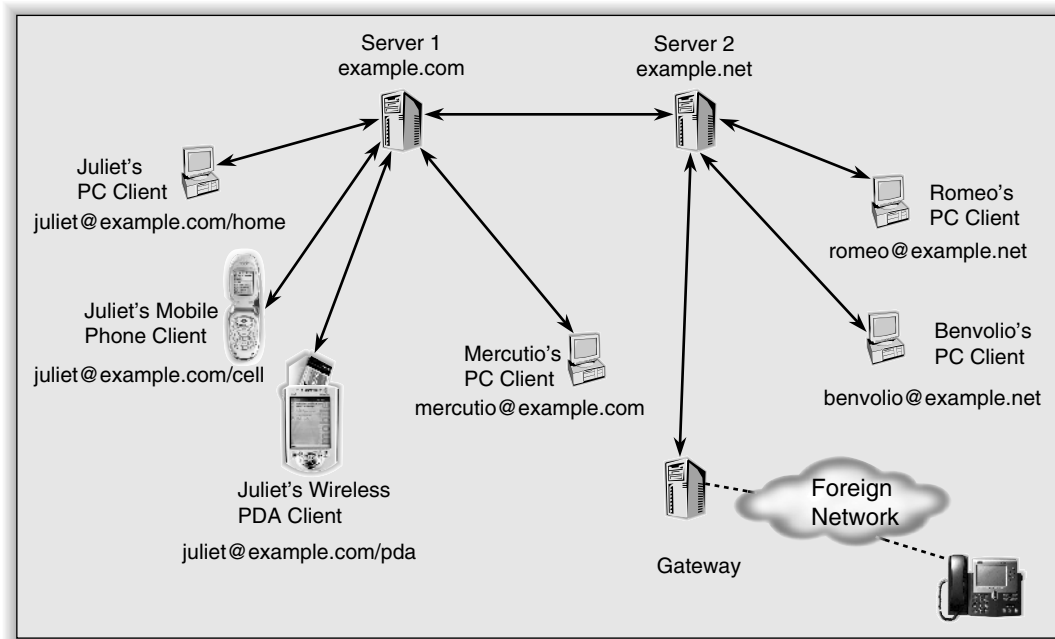 Server 1
example.com
Server 2
example.net
Juliet's
PC Client
juliet@example.com/home
Romeo's
PC Client
romeo@example.net
Juliet's Mobile
Phone Client
juliet@example.com/cell
Mercutio's
PC Client
mercutio@example.com
Benvolio's
PC Client
benvolio@example.net
Juliet's Wireless
PDA Client
juliet@example.com/pda
Foreign
Network
Gateway